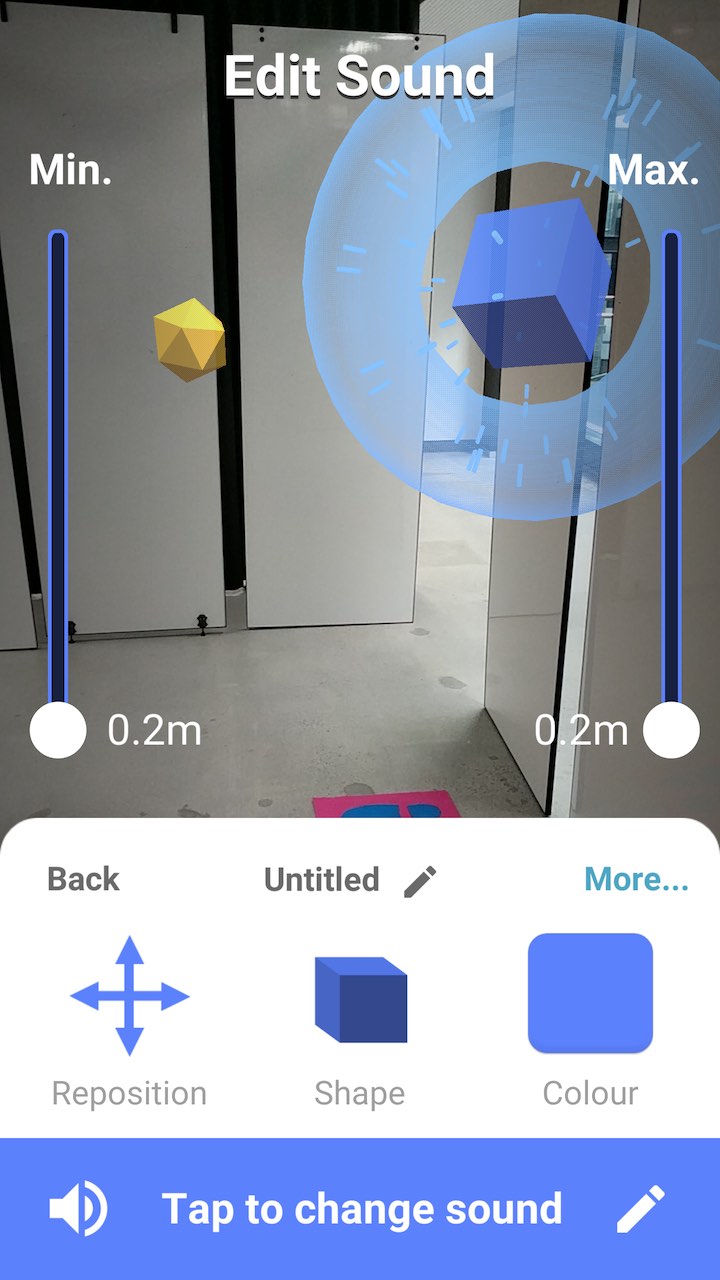 Edit Sound
Min.
Max.
0.2m
0.2m
Back
Untitled
More...
Reposition
Shape
Colour
Tap to change sound